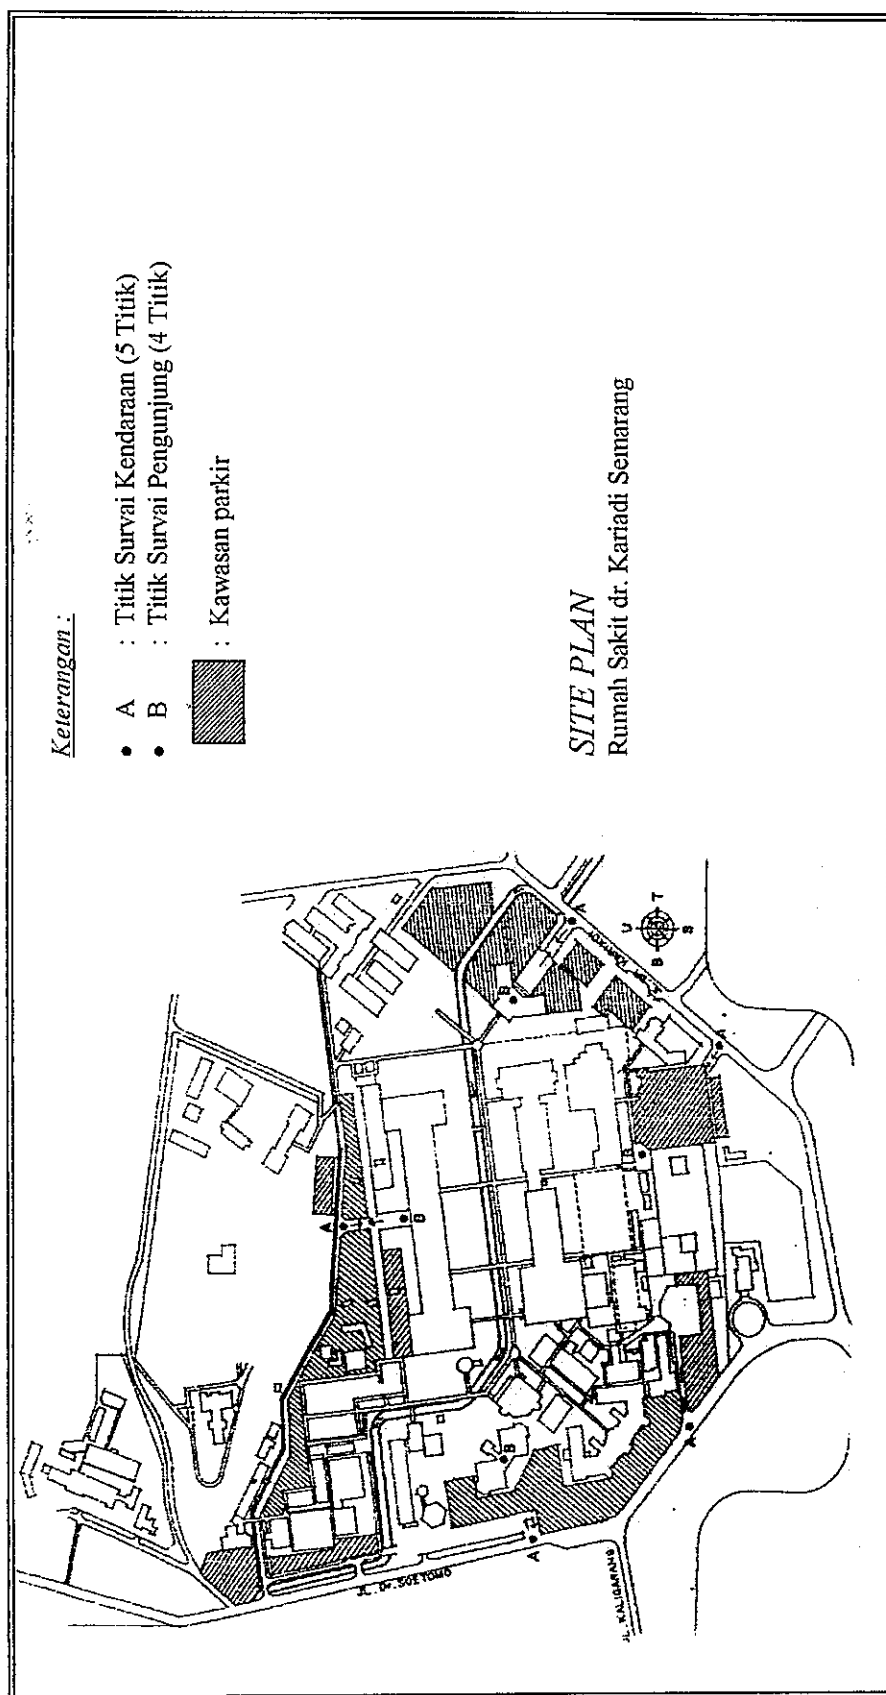 Keterangan :
• A : Titik Survai Kendaraan (5 Titik)
• B : Titik Survai Pengunjung (4 Titik)
: Kawasan parkir
SITE PLAN
Rumah Sakit dr. Kariadi Semarang
A
B
A
B
A
B
A
B
A
U
T
S
B
JL. Dr. SOETOMO
JL. KALIGARANG